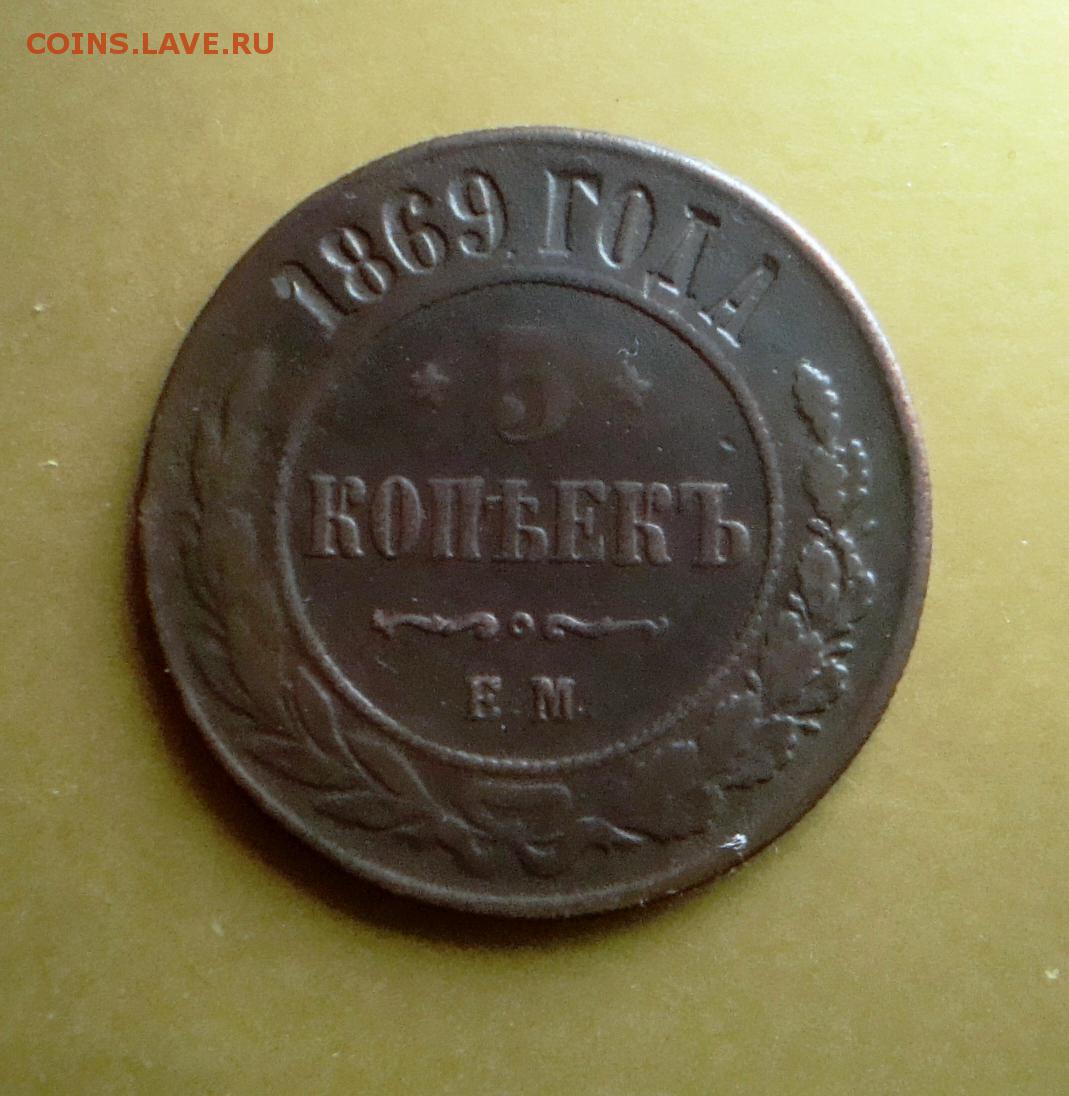 COINS.LAVE.RU
1869 ГОДА
* 5 *
КОПѢЕКЪ
Е.М.